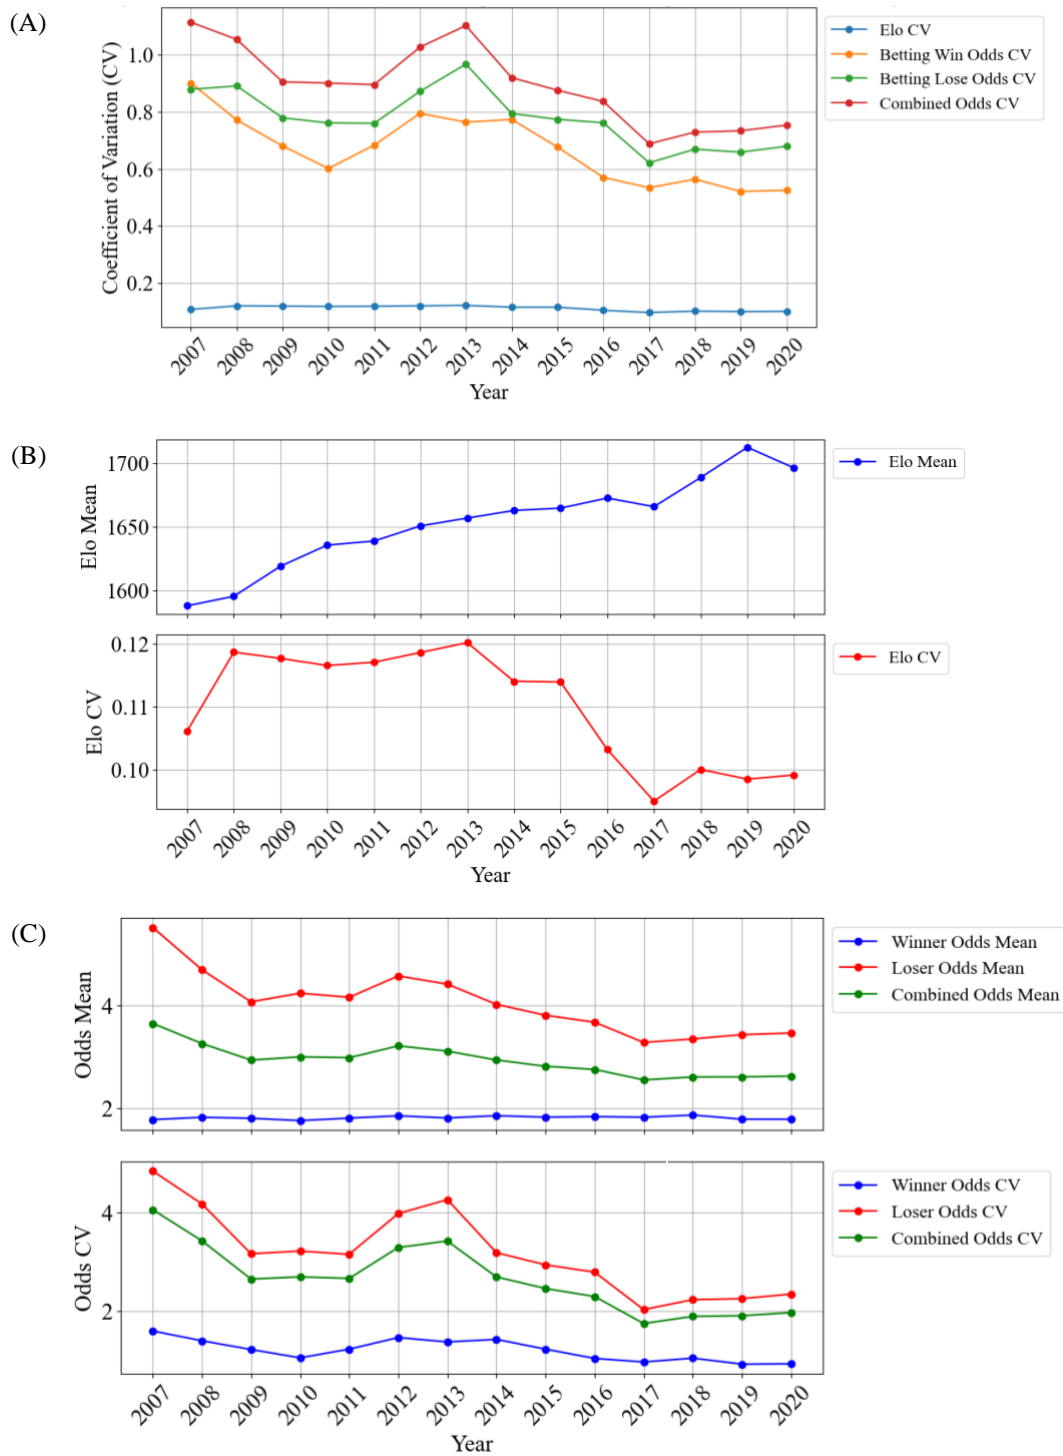 (A)
Coefficient of Variation (CV)
1.0
0.8
0.6
0.4
0.2
2007 2008 2009 2010 2011 2012 2013 2014 2015 2016 2017 2018 2019 2020
Year
Elo CV
Betting Win Odds CV
Betting Lose Odds CV
Combined Odds CV
(B)
Elo Mean
1700
1650
1600
Elo Mean
Elo CV
0.12
0.11
0.10
Elo CV
2007 2008 2009 2010 2011 2012 2013 2014 2015 2016 2017 2018 2019 2020
Year
(C)
Odds Mean
4
2
Winner Odds Mean
Loser Odds Mean
Combined Odds Mean
Odds CV
4
2
Winner Odds CV
Loser Odds CV
Combined Odds CV
2007 2008 2009 2010 2011 2012 2013 2014 2015 2016 2017 2018 2019 2020
Year